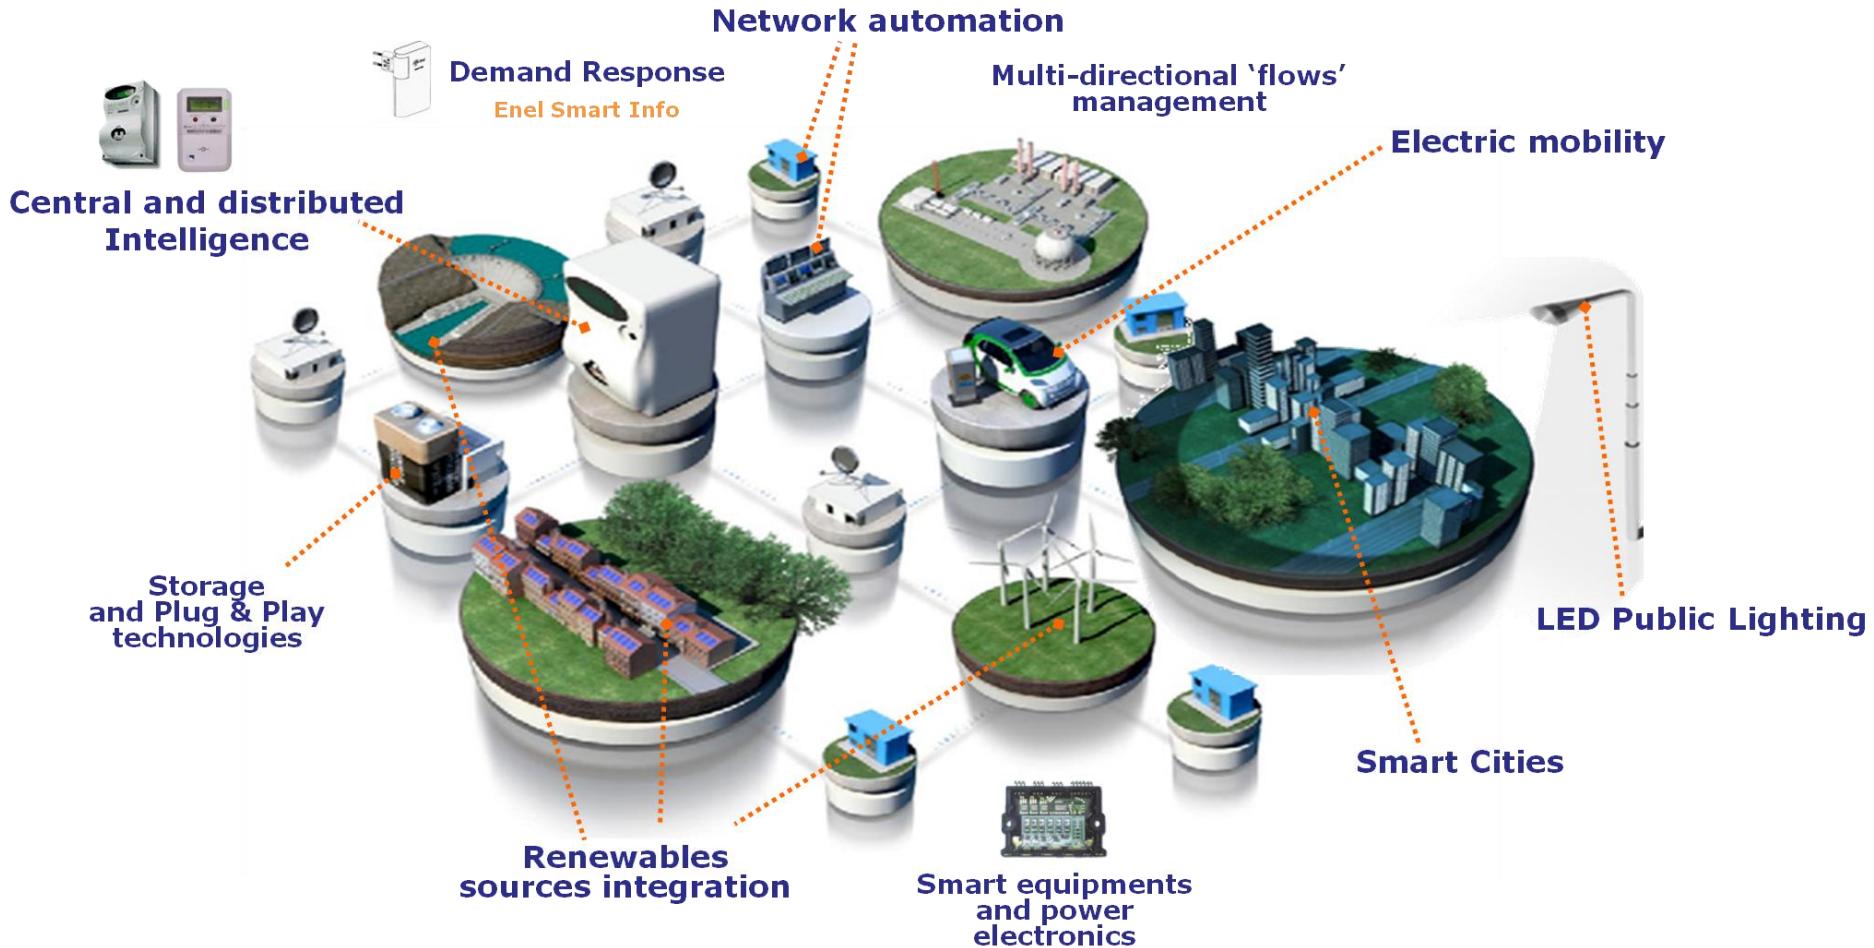 Network automation
Demand Response
Enel Smart Info
Multi-directional ‘flows’
management
Electric mobility
Central and distributed
Intelligence
Storage
and Plug & Play
technologies
LED Public Lighting
Smart Cities
Renewables
sources integration
Smart equipments
and power
electronics